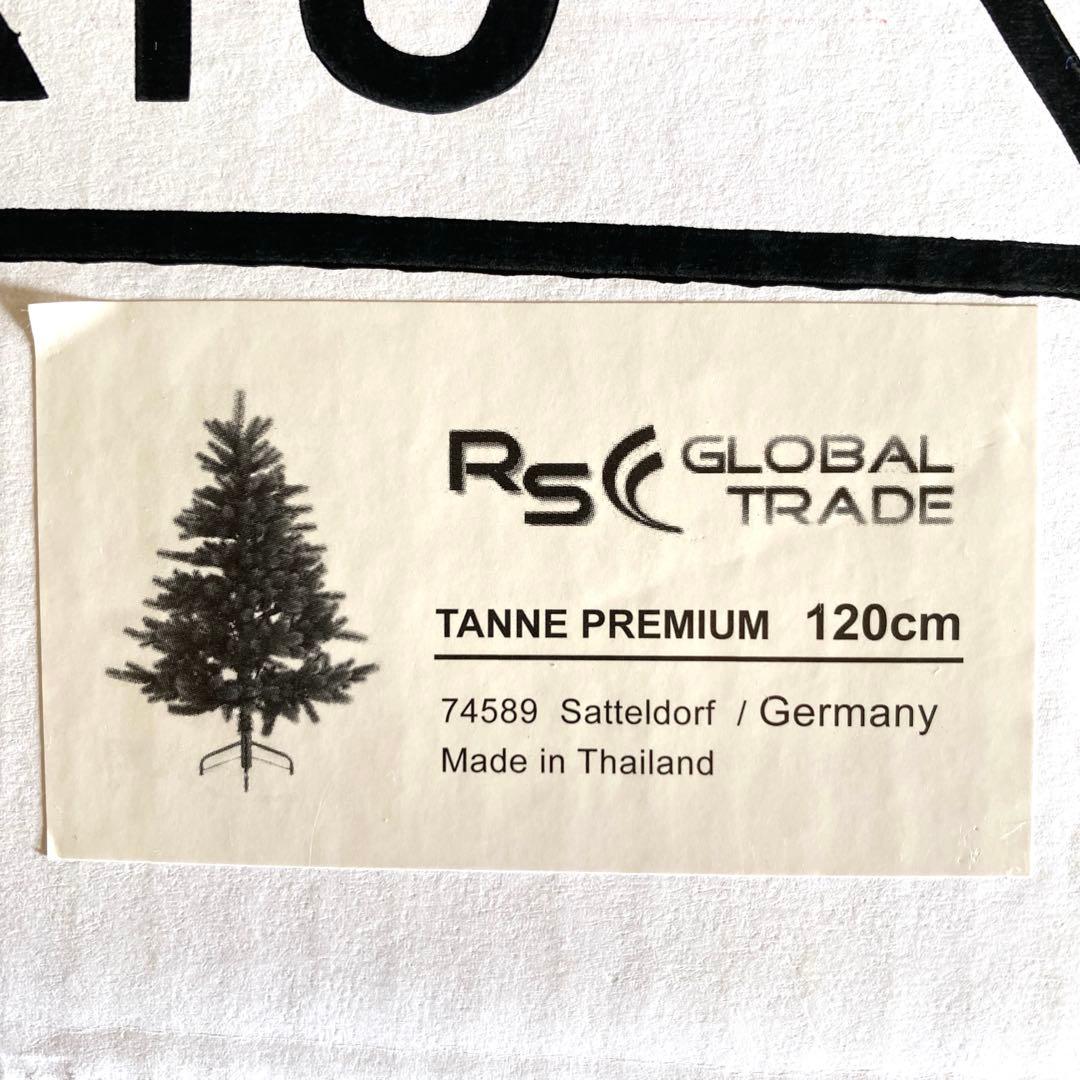 RS GLOBAL
TRADE
TANNE PREMIUM 120cm
74589 Satteldorf / Germany
Made in Thailand